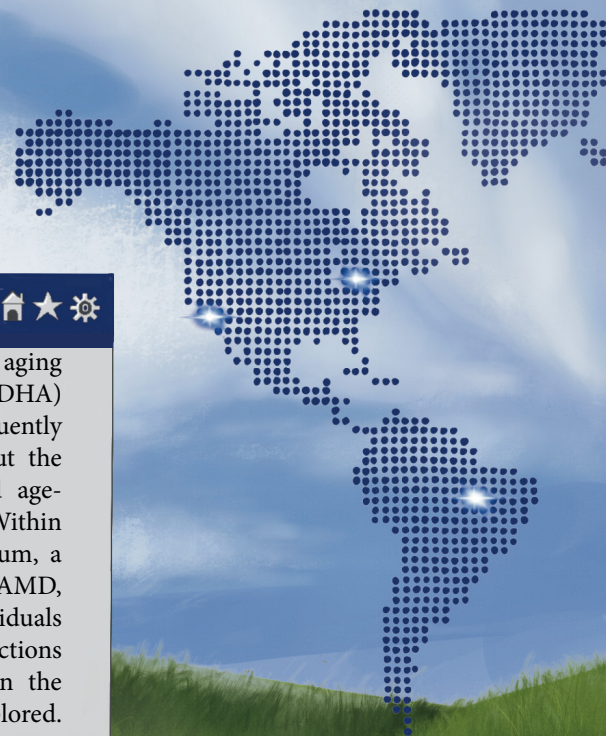 aging
DHA)
uently
ut the
age-
Within
um, a
AMD,
iduals
ctions
n the
lored.